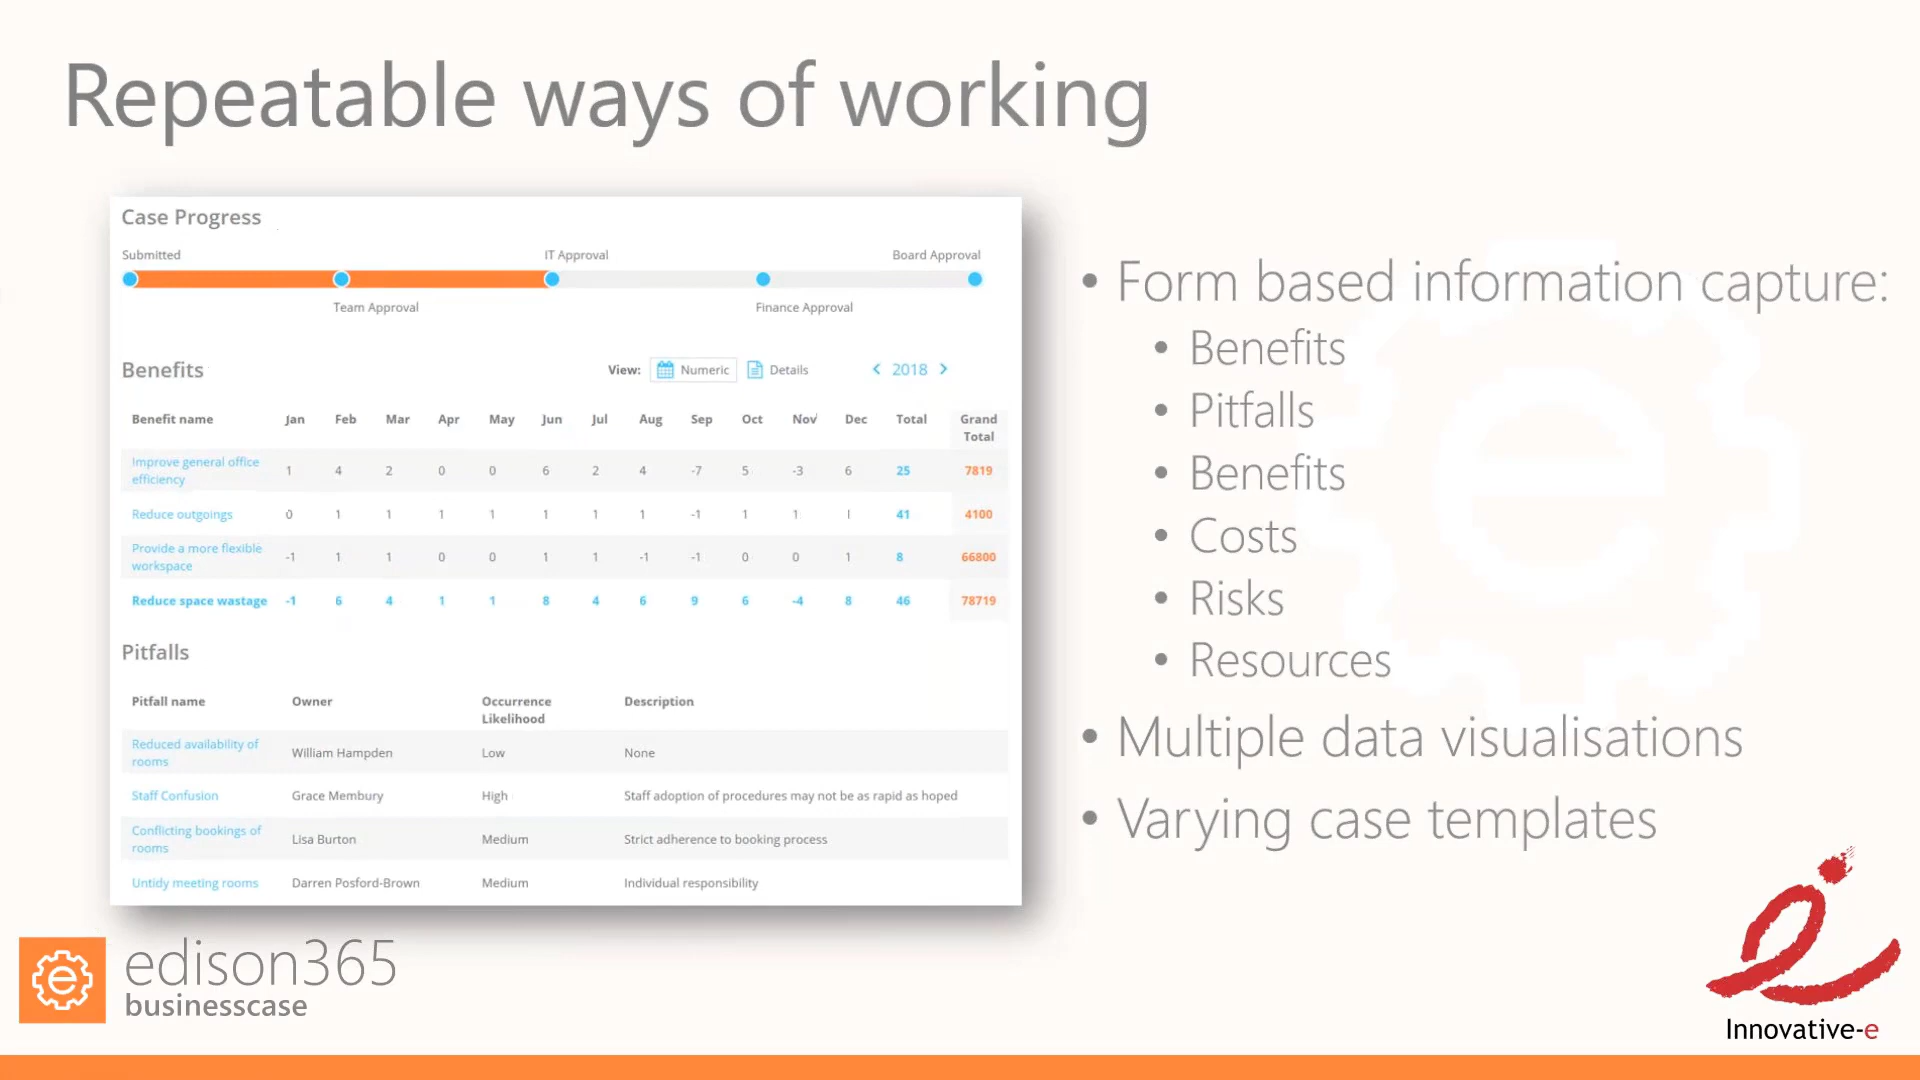 Repeatable ways of working
Case Progress
Submitted IT Approval Board Approval
Team Approval Finance Approval
Benefits View: Numeric Details < 2018 >
Benefit name Jan Feb Mar Apr May Jun Jul Aug Sep Oct Nov Dec Total Grand
Total
Improve general office
efficiency 1 4 2 0 0 6 2 4 -7 5 -3 6 25 7819
Reduce outgoings 0 1 1 1 1 1 1 1 -1 1 1 1 41 4100
Provide a more flexible
workspace -1 1 1 0 0 1 1 -1 -1 0 0 1 8 66800
Reduce space wastage -1 6 4 1 1 8 4 6 9 6 -4 8 46 78719
Pitfalls
Pitfall name Owner Occurrence
Likelihood Description
Reduced availability of
rooms William Hampden Low None
Staff Confusion Grace Membury High Staff adoption of procedures may not be as rapid as hoped
Conflicting bookings of
rooms Lisa Burton Medium Strict adherence to booking process
Untidy meeting rooms Darren Posford-Brown Medium Individual responsibility
• Form based information capture:
• Benefits
• Pitfalls
• Benefits
• Costs
• Risks
• Resources
• Multiple data visualisations
• Varying case templates
edison365
businesscase
Innovative-e